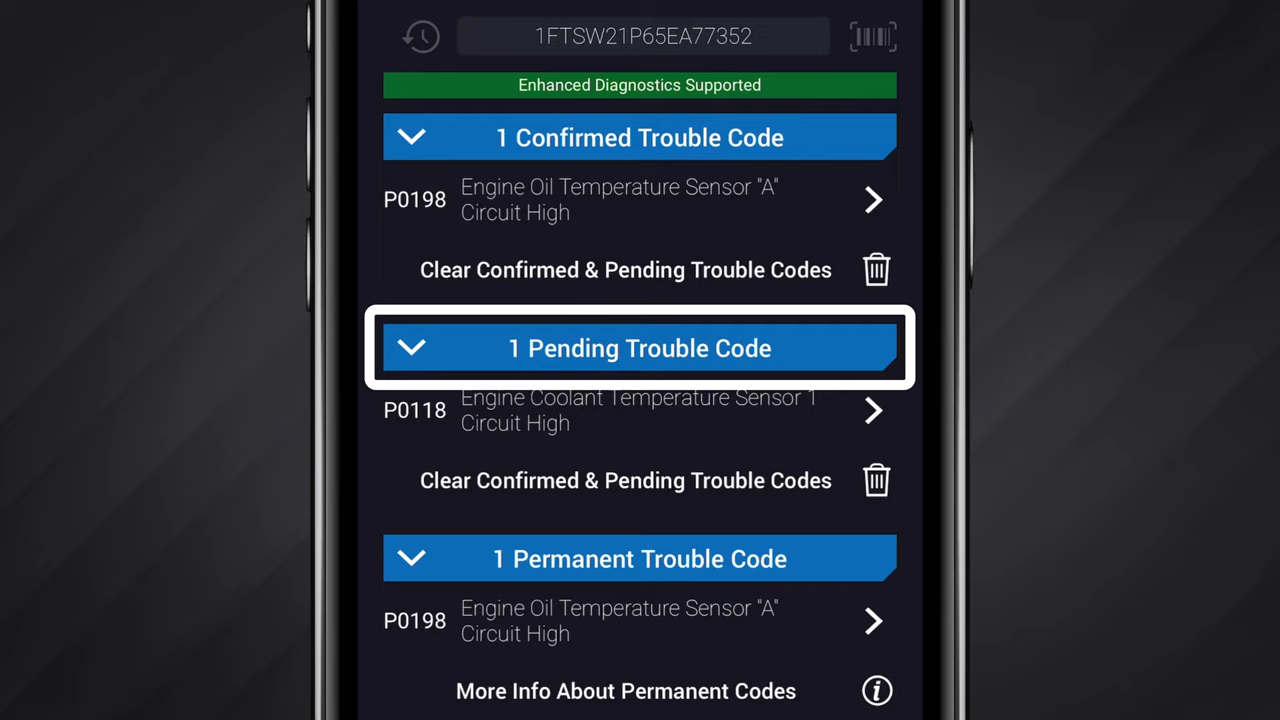 1FTSW21P65EA77352
Enhanced Diagnostics Supported
1 Confirmed Trouble Code
P0198
Engine Oil Temperature Sensor "A"
Circuit High
Clear Confirmed & Pending Trouble Codes
1 Pending Trouble Code
P0118
Engine Coolant Temperature Sensor 1
Circuit High
Clear Confirmed & Pending Trouble Codes
1 Permanent Trouble Code
P0198
Engine Oil Temperature Sensor "A"
Circuit High
More Info About Permanent Codes